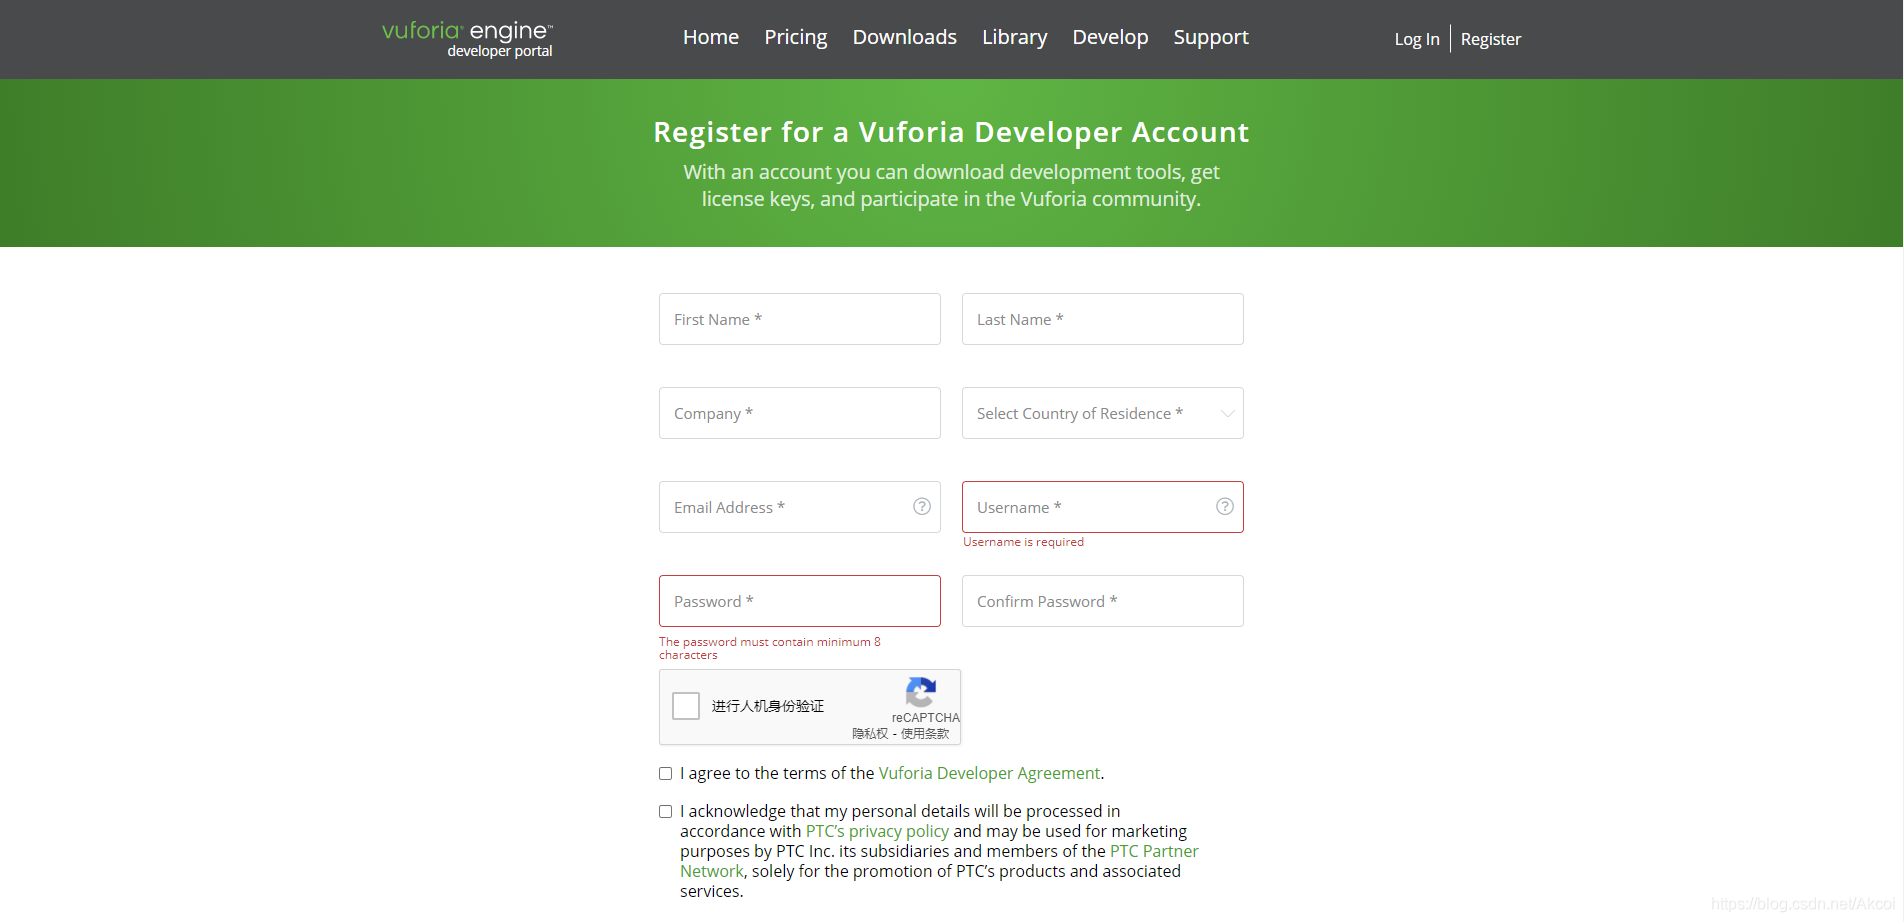 vuforia® engine™
developer portal
Home Pricing Downloads Library Develop Support
Log In Register
Register for a Vuforia Developer Account
With an account you can download development tools, get
license keys, and participate in the Vuforia community.
First Name * Last Name *
Company * Select Country of Residence *
Email Address * ? Username * ?
Username is required
Password * Confirm Password *
The password must contain minimum 8
characters
进行人机身份验证
reCAPTCHA
隐私权 - 使用条款
I agree to the terms of the Vuforia Developer Agreement.
I acknowledge that my personal details will be processed in
accordance with PTC’s privacy policy and may be used for marketing
purposes by PTC Inc. its subsidiaries and members of the PTC Partner
Network, solely for the promotion of PTC’s products and associated
services.
https://blog.csdn.net/Akcoi